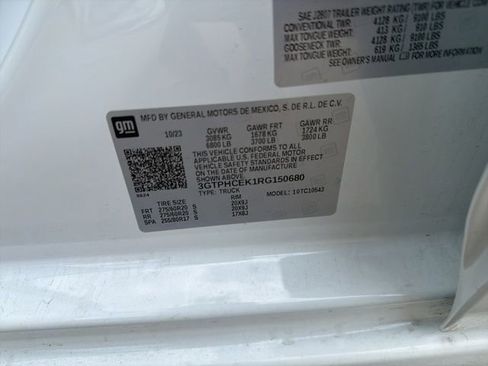 SAE J2807 TRAILER WEIGHT RATING (TWR) FOR VEHICLE
CONVENTIONAL TWR 4128 KG / 9100 LBS
MAX TONGUE WGT. 413 KG / 910 LBS
GOOSENECK TWR 4128 KG / 9100 LBS
MAX TONGUE WGT. 619 KG / 1365 LBS
SEE OWNER'S MANUAL FOR MORE INFORMATION
gm
MFD BY GENERAL MOTORS DE MEXICO, S. DE R.L. DE C.V.
10/23 GVWR GAWR FRT GAWR RR
3085 KG 1678 KG 1724 KG
6800 LB 3700 LB 3800 LB
THIS VEHICLE CONFORMS TO ALL APPLICABLE
U.S. FEDERAL MOTOR
VEHICLE SAFETY STANDARDS IN EFFECT ON THE DATE OF
MANUFACTURE SHOWN ABOVE.
3GTPHCEK1RG150680
TYPE: TRUCK MODEL: 10TC10543
TIRE SIZE RIM
FRT 275/60R20 S 20X9J
RR 275/60R20 S 20X9J
SPA 255/80R17 S 17X8J